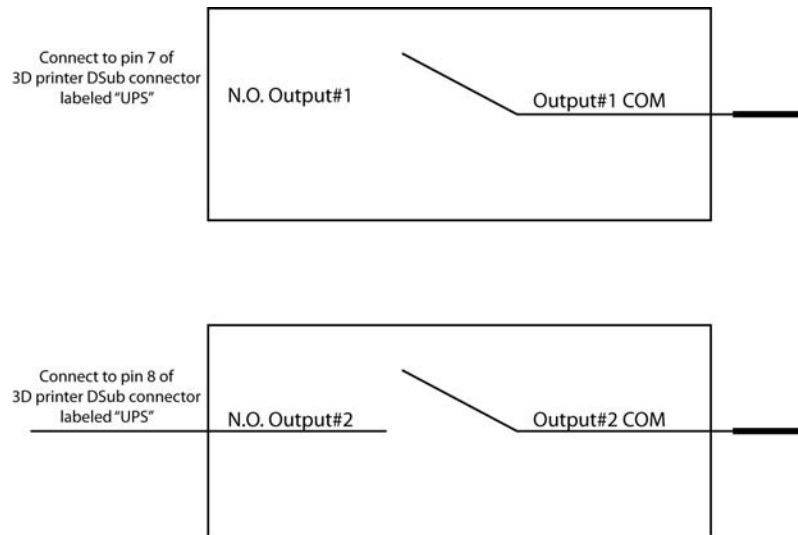 Connect to pin 7 of
3D printer DSub connector
labeled “UPS”
N.O. Output#1
Output#1 COM
Connect to pin 8 of
3D printer DSub connector
labeled “UPS”
N.O. Output#2
Output#2 COM